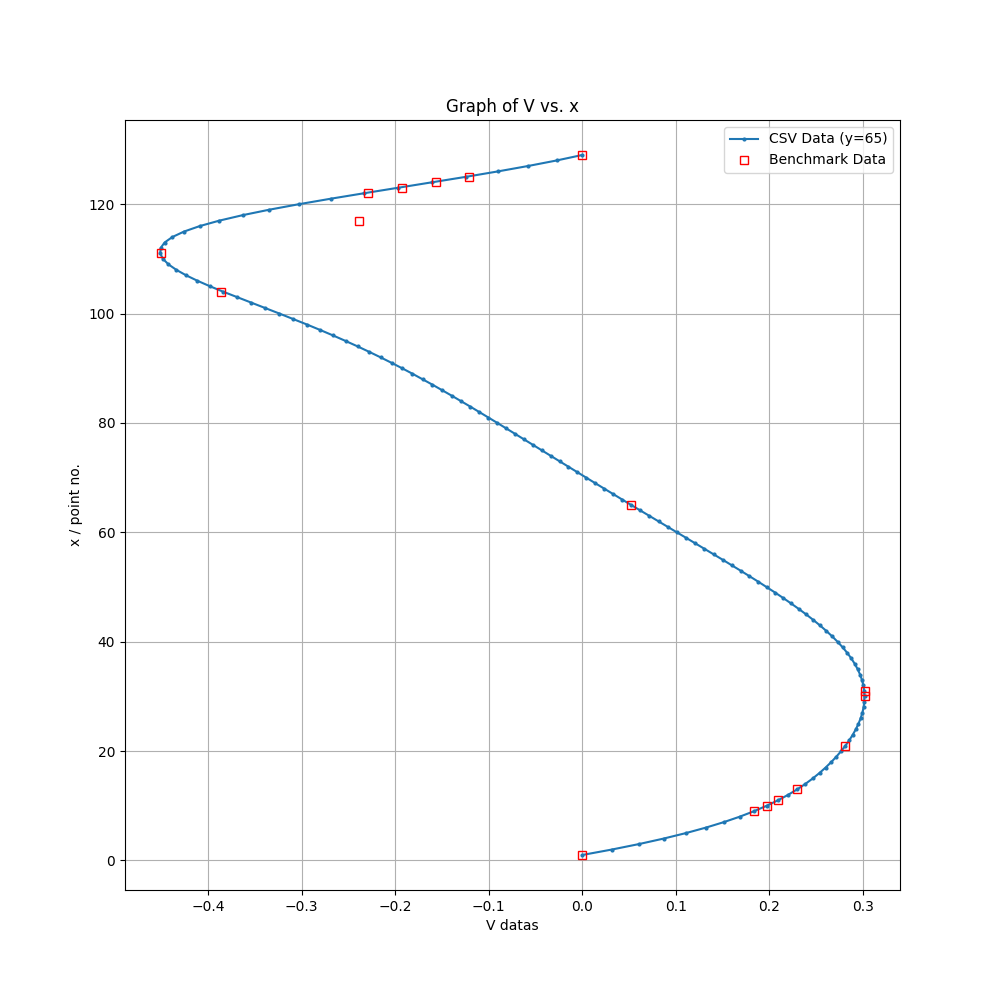 Graph of V vs. x
CSV Data (y=65)
Benchmark Data
120
100
80
60
40
20
0
x / point no.
−0.4 −0.3 −0.2 −0.1 0.0 0.1 0.2 0.3
V datas